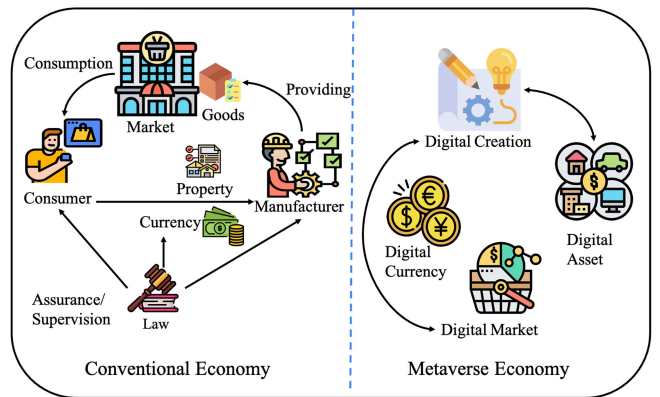 Consumption
Market
Goods
Providing
Consumer
Property
Manufacturer
Currency
Assurance/
Supervision
Law
Conventional Economy
Digital Creation
Digital
Currency
Digital
Asset
Digital Market
Metaverse Economy